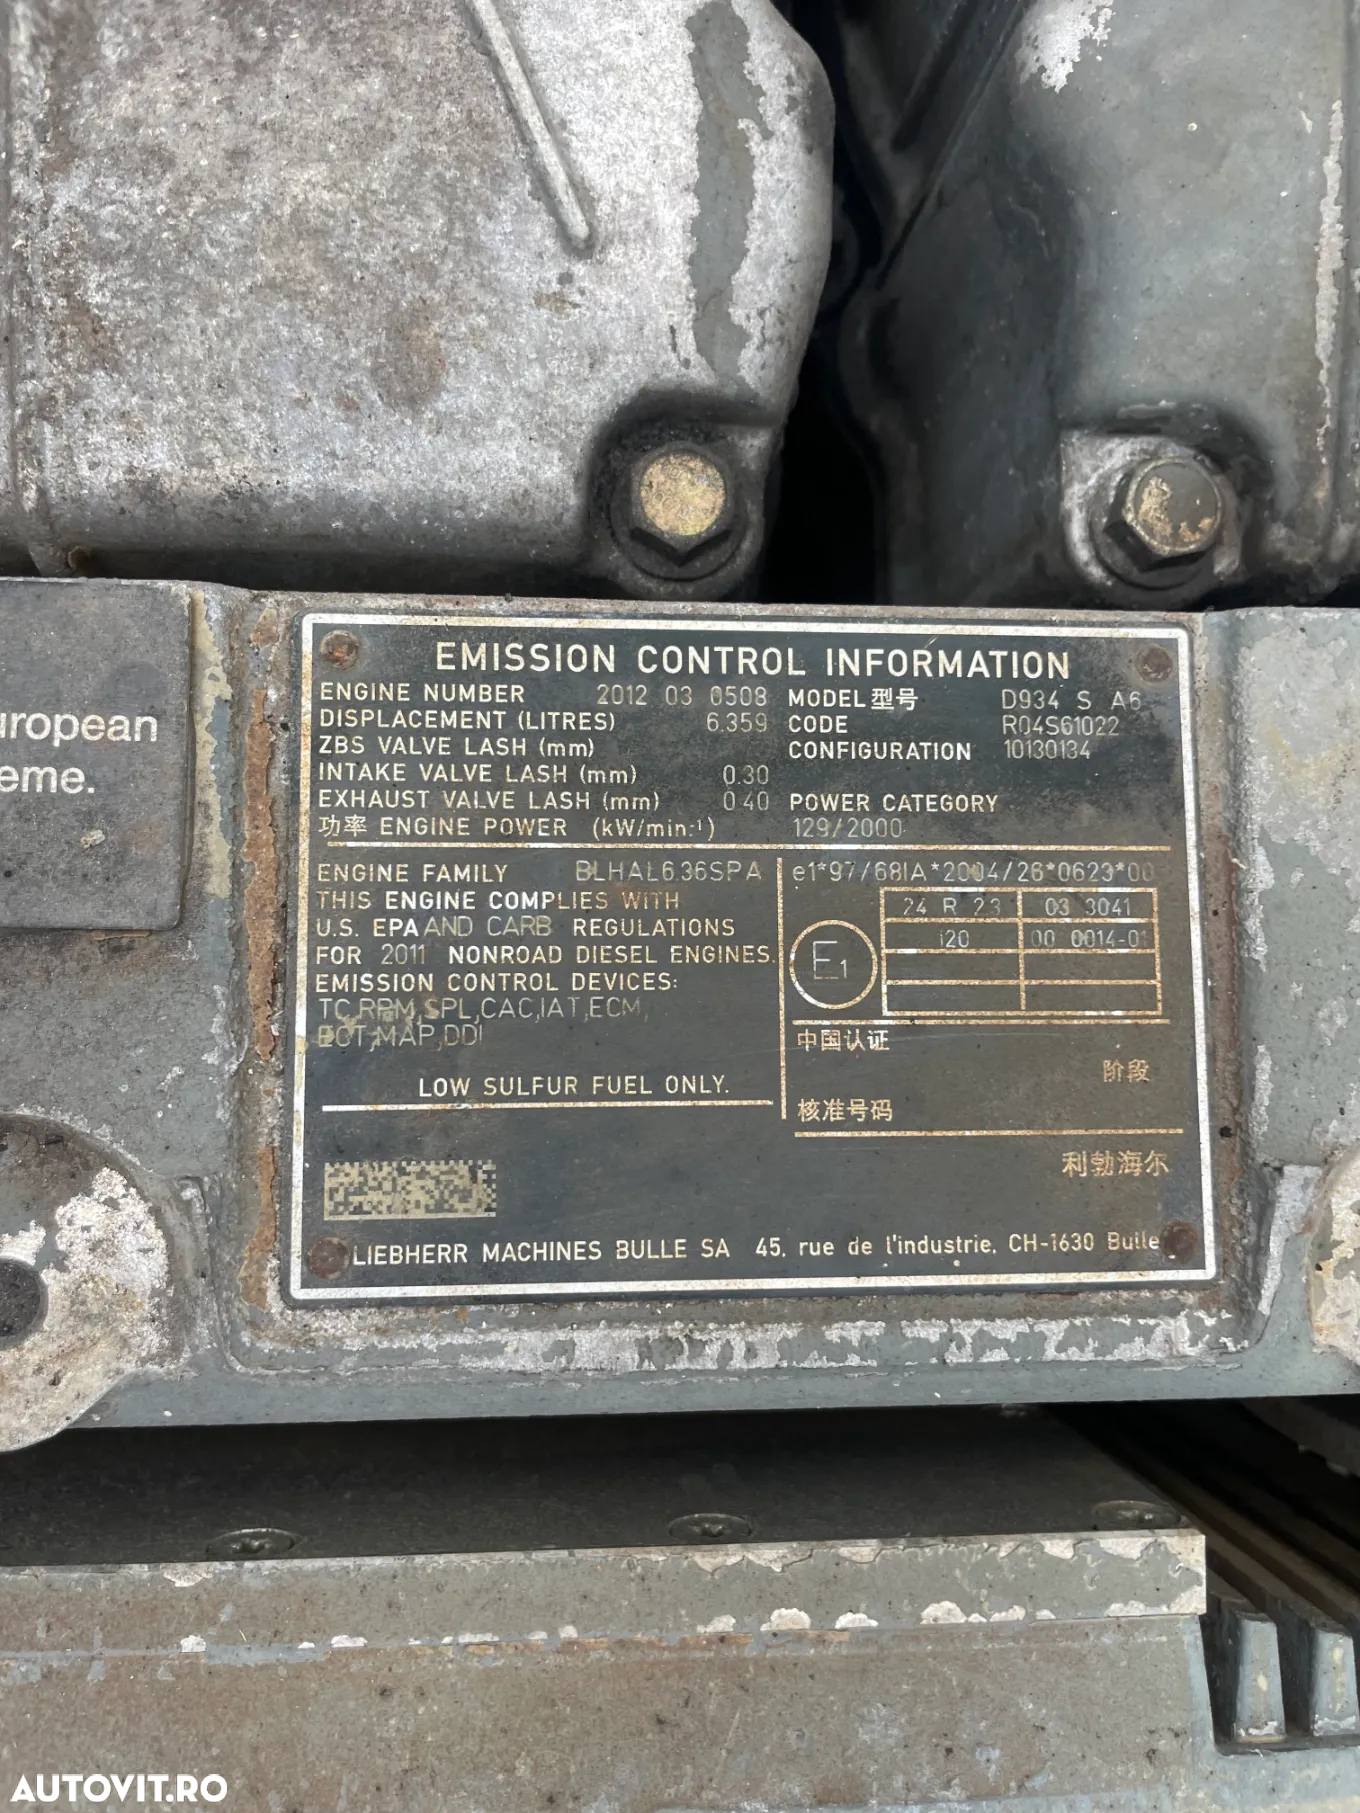 uropean
eme.
EMISSION CONTROL INFORMATION
ENGINE NUMBER 2012 03 0508
DISPLACEMENT (LITRES) 6.359
ZBS VALVE LASH (mm)
INTAKE VALVE LASH (mm) 0.30
EXHAUST VALVE LASH (mm) 0.40
功率 ENGINE POWER (kW/min.⁻¹)
MODEL 型号 D934 S A6
CODE R04S61022
CONFIGURATION 10130134
POWER CATEGORY
129/2000
ENGINE FAMILY BLHAL6.36SPA
THIS ENGINE COMPLIES WITH
U.S. EPA AND CARB REGULATIONS
FOR 2011 NONROAD DIESEL ENGINES.
EMISSION CONTROL DEVICES:
TC,RPM,SPL,CAC,IAT,ECM,
ECT,MAP,DDI
LOW SULFUR FUEL ONLY.
e1*97/68IA*2004/26*0623*00
E1
24 R 23 03 3041
120 00 0014-01
中国认证
阶段
核准号码
利勃海尔
LIEBHERR MACHINES BULLE SA 45, rue de l'industrie, CH-1630 Bulle
AUTOVIT.RO